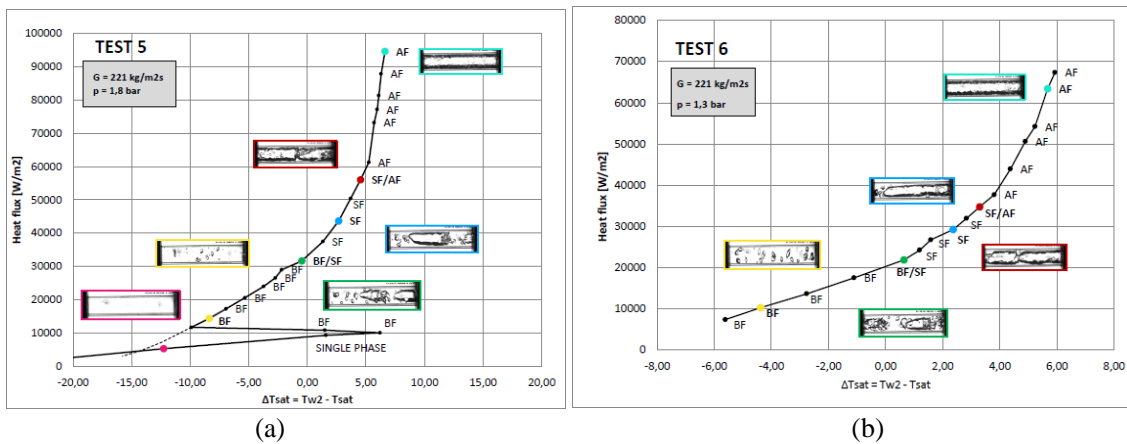 TEST 5
G = 221 kg/m2s
p = 1,8 bar
Heat flux [W/m2]
100000
90000
80000
70000
60000
50000
40000
30000
20000
10000
0
AF
AF
AF
AF
AF
AF
SF/AF
SF
SF
SF
BF/SF
BF
BF
BF
BF
BF
BF
BF
BF
SINGLE PHASE
-20,00 -15,00 -10,00 -5,00 0,00 5,00 10,00 15,00 20,00
ΔTsat = Tw2 - Tsat
(a)
TEST 6
G = 221 kg/m2s
p = 1,3 bar
Heat flux [W/m2]
80000
70000
60000
50000
40000
30000
20000
10000
0
AF
AF
AF
AF
AF
AF
SF/AF
SF
SF
SF
SF
BF/SF
BF
BF
BF
BF
-8,00 -6,00 -4,00 -2,00 0,00 2,00 4,00 6,00 8,00
ΔTsat = Tw2 - Tsat
(b)